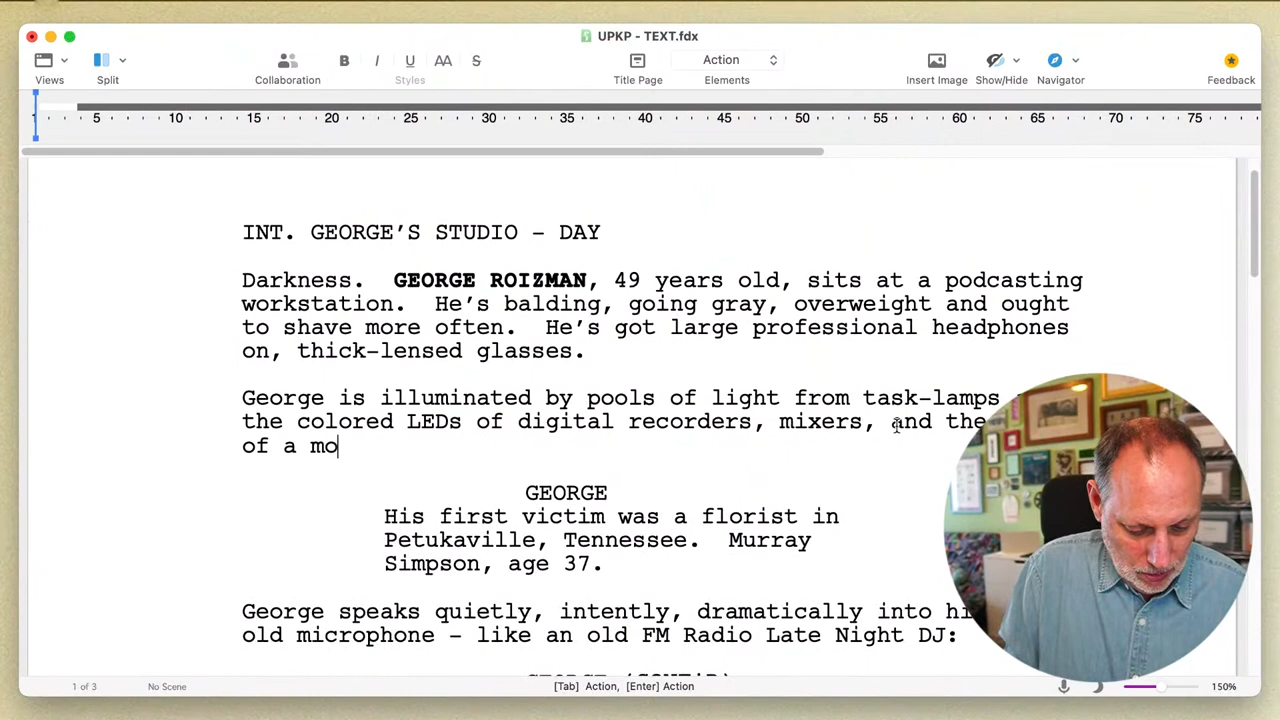 UPKP - TEXT.fdx
B I U AA S Action
Views Split Collaboration Styles Title Page Elements Insert Image Show/Hide Navigator Feedback
1 5 10 15 20 25 30 35 40 45 50 55 60 65 70 75
INT. GEORGE’S STUDIO – DAY
Darkness. GEORGE ROIZMAN, 49 years old, sits at a podcasting
workstation. He’s balding, going gray, overweight and ought
to shave more often. He’s got large professional headphones
on, thick-lensed glasses.
George is illuminated by pools of light from task-lamps
the colored LEDs of digital recorders, mixers, and the
of a mo
GEORGE
His first victim was a florist in
Petukaville, Tennessee. Murray
Simpson, age 37.
George speaks quietly, intently, dramatically into
old microphone – like an old FM Radio Late Night DJ:
GEORGE (CONT'D)
1 of 3 No Scene [Tab] Action, [Enter] Action 150%